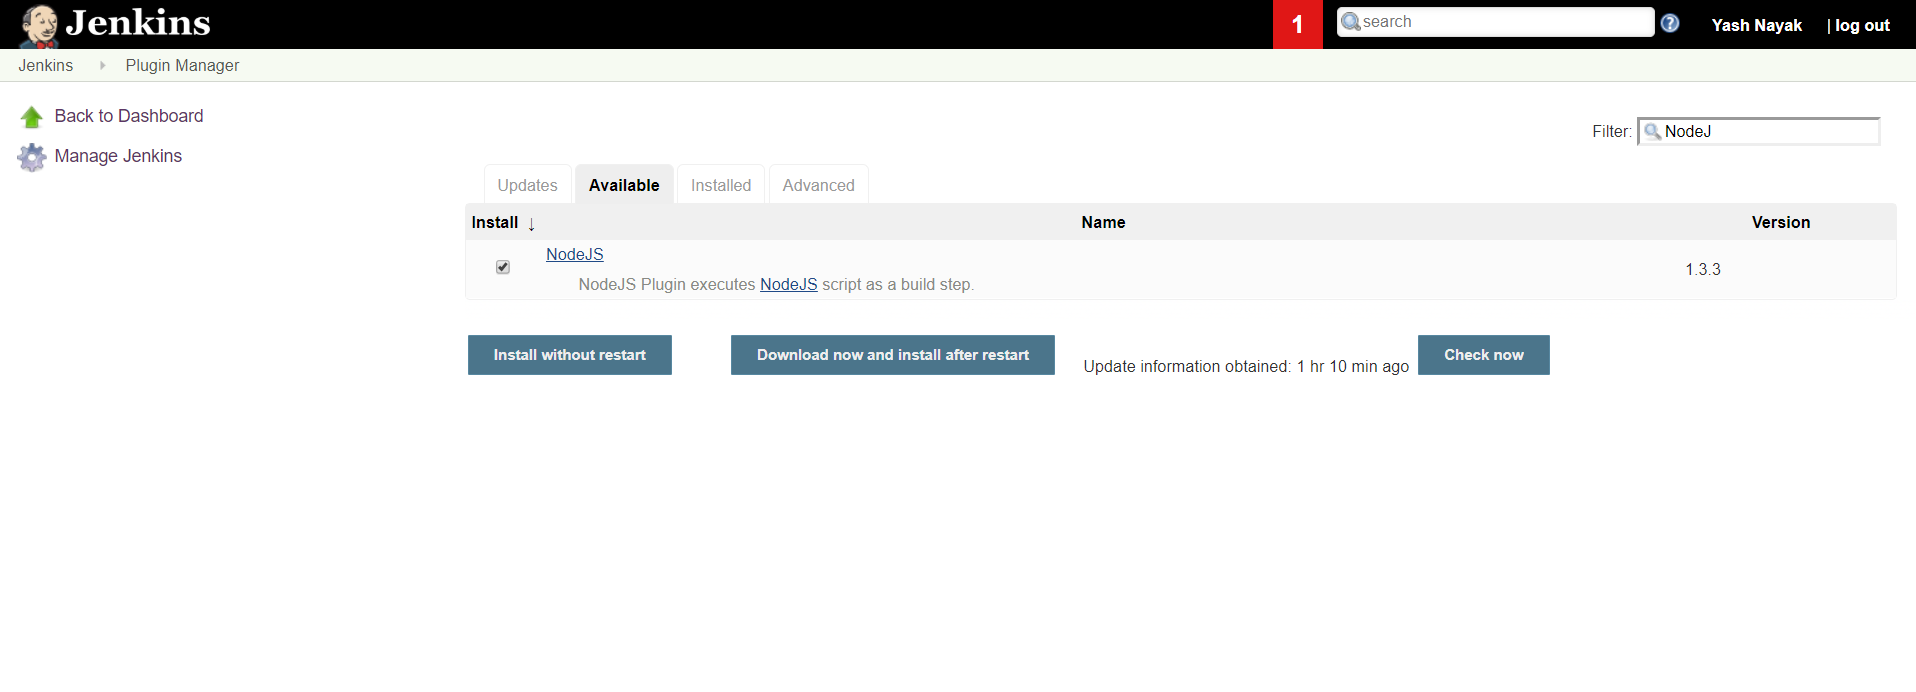 Jenkins
1
search
?
Yash Nayak
| log out
Jenkins
Plugin Manager
Back to Dashboard
Manage Jenkins
Filter: NodeJ
Updates
Available
Installed
Advanced
Install ↓
Name
Version
NodeJS
NodeJS Plugin executes NodeJS script as a build step.
1.3.3
Install without restart
Download now and install after restart
Update information obtained: 1 hr 10 min ago
Check now